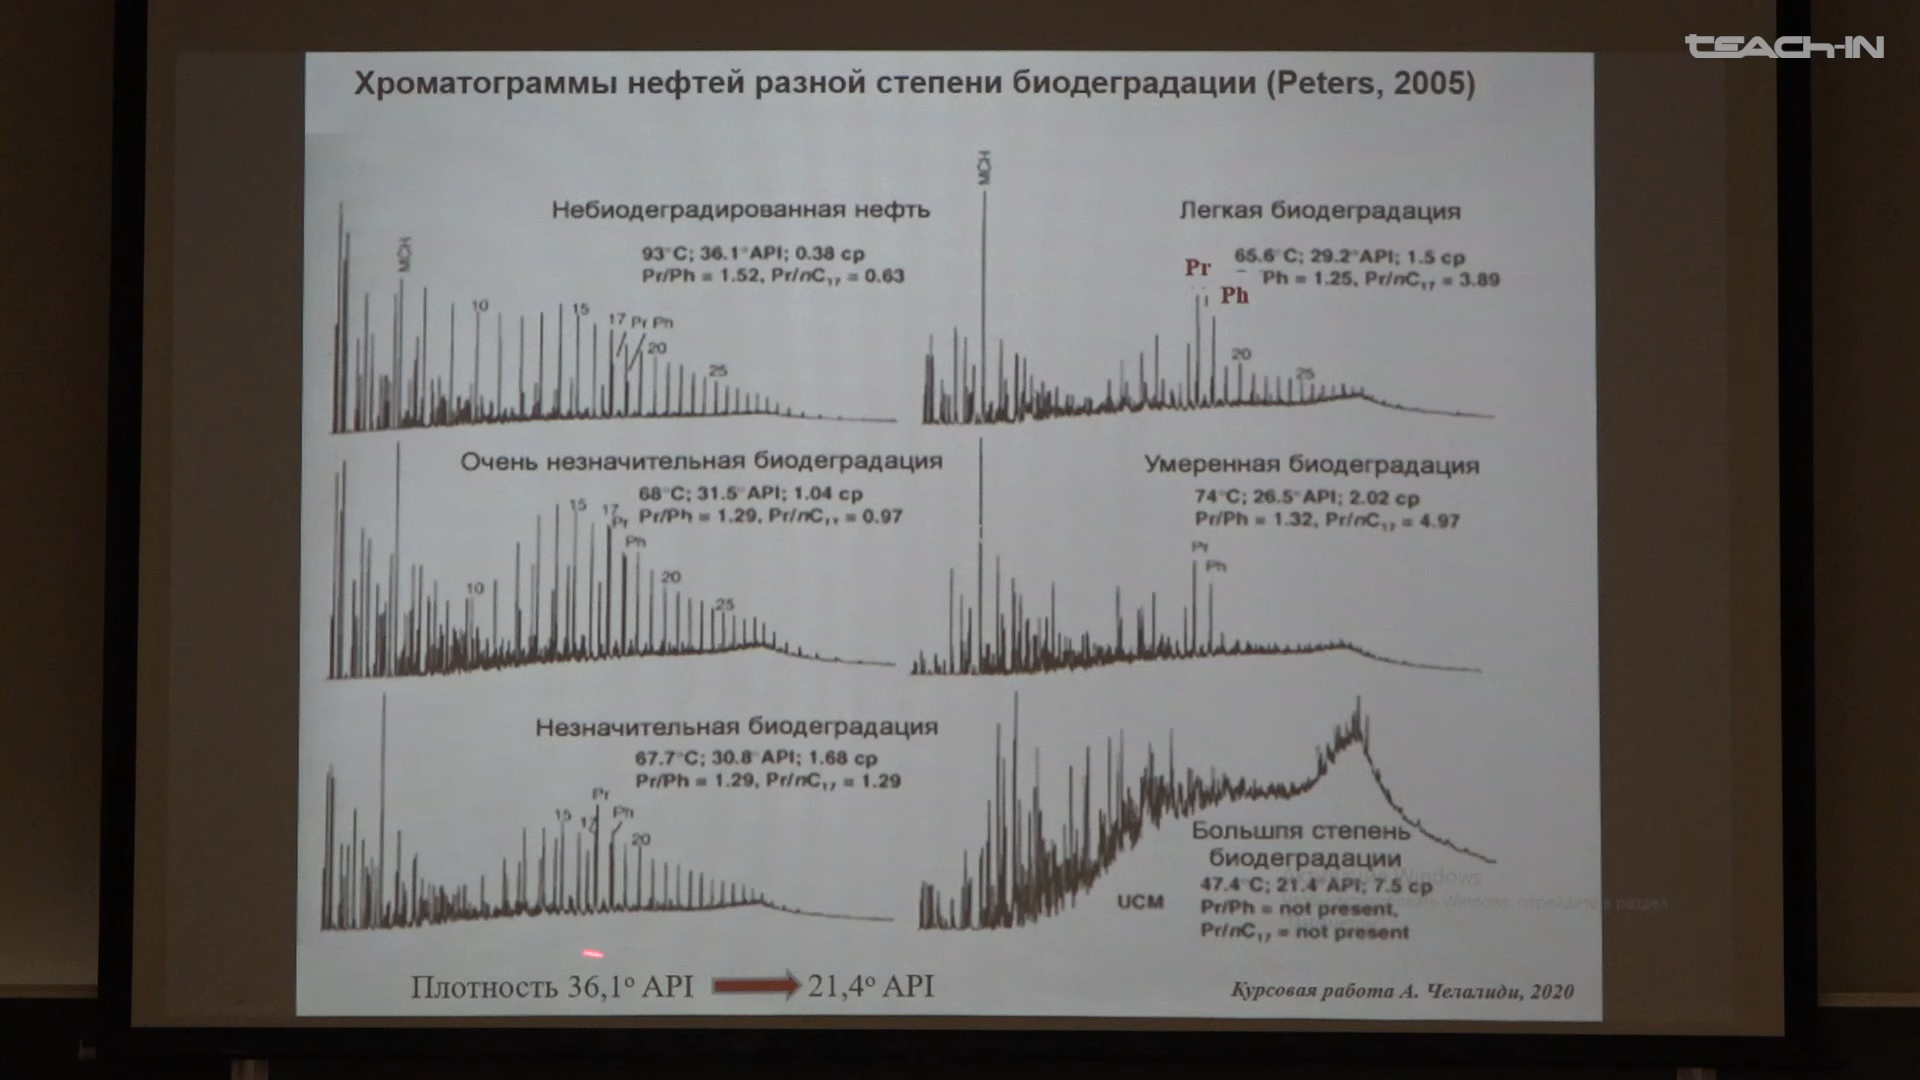 TEACH-IN
Хроматограммы нефтей разной степени биодеградации (Peters, 2005)
MCH
Небиодеградированная нефть
93°C; 36.1°API; 0.38 cp
Pr/Ph = 1.52, Pr/nC₁₇ = 0.63
10
15
17 Pr Ph
20
25
Очень незначительная биодеградация
68°C; 31.5°API; 1.04 cp
Pr/Ph = 1.29, Pr/nC₁₇ = 0.97
10
15
17
Pr
Ph
20
25
Незначительная биодеградация
67.7°C; 30.8°API; 1.68 cp
Pr/Ph = 1.29, Pr/nC₁₇ = 1.29
Pr
15
17
Ph
20
MCH
Легкая биодеградация
65.6°C; 29.2°API; 1.5 cp
Pr
Ph = 1.25, Pr/nC₁₇ = 3.89
Ph
20
25
Умеренная биодеградация
74°C; 26.5°API; 2.02 cp
Pr/Ph = 1.32, Pr/nC₁₇ = 4.97
Pr
Ph
Большпя степень
биодеградации
47.4°C; 21.4°API; 7.5 cp
UCM
Pr/Ph = not present,
Pr/nC₁₇ = not present
Плотность 36,1º API
21,4º API
Курсовая работа А. Челалиди, 2020